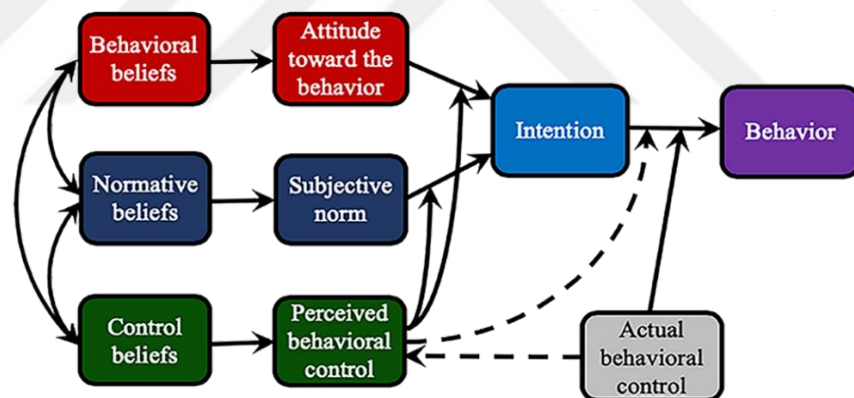 Behavioral
beliefs
Attitude
toward the
behavior
Intention
Behavior
Normative
beliefs
Subjective
norm
Control
beliefs
Perceived
behavioral
control
Actual
behavioral
control